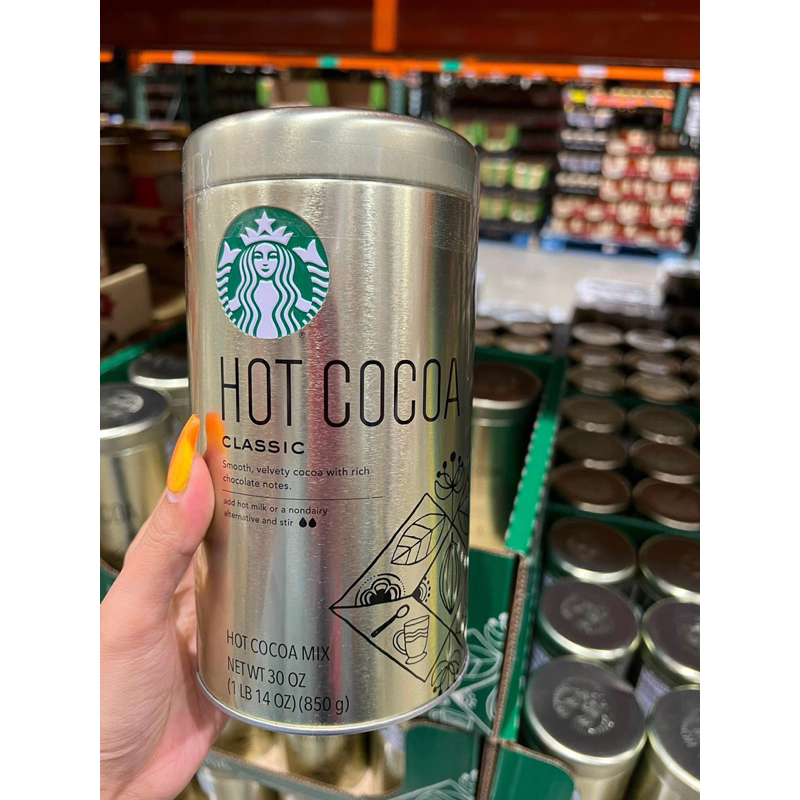 HOT COCOA
CLASSIC
Smooth, velvety cocoa with rich
chocolate notes.
add hot milk or a nondairy
alternative and stir
HOT COCOA MIX
NET WT 30 OZ
(1 LB 14 OZ) (850 g)